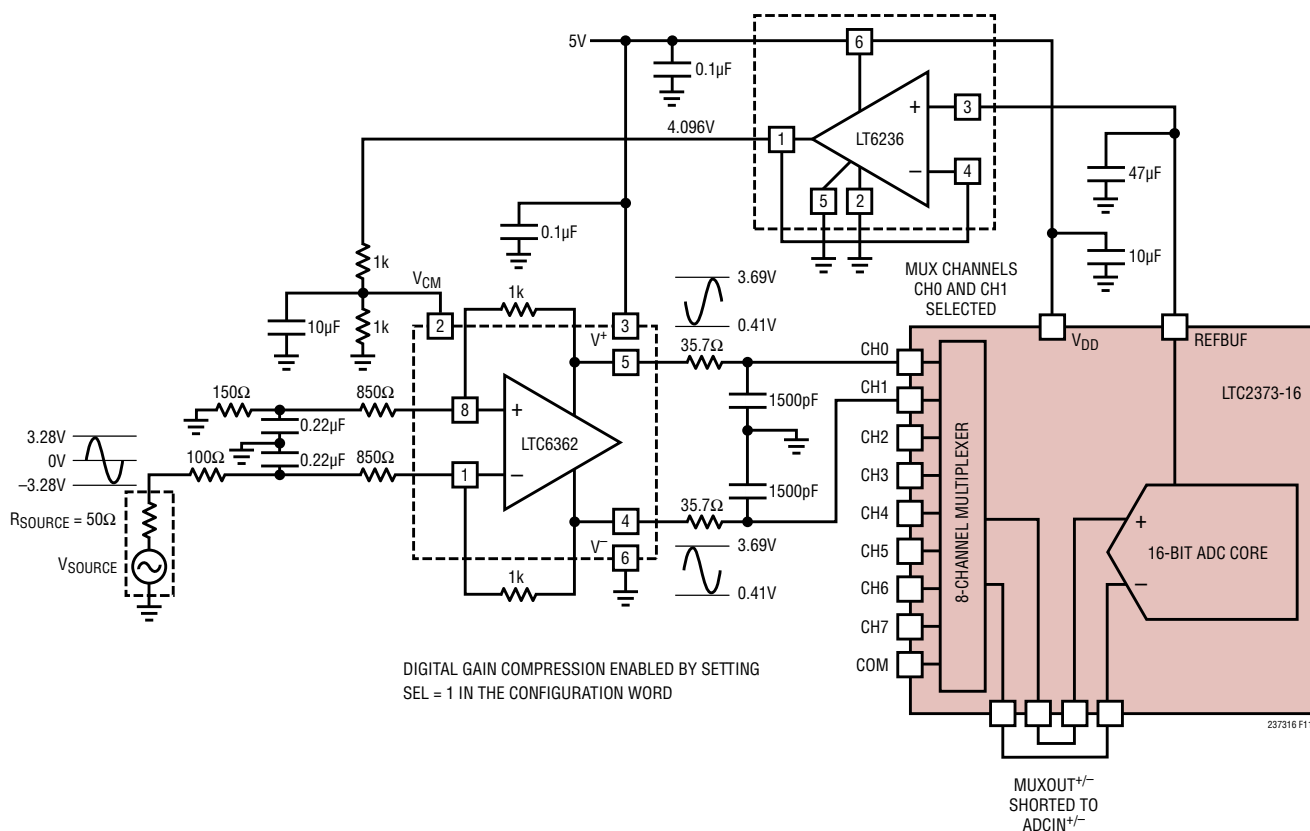 5V
0.1µF
6
+
3
LT6236
–
4
1
5
2
4.096V
47µF
10µF
0.1µF
1k
VCM
10µF
1k
1k
2
3
V+
5
MUX CHANNELS
CH0 AND CH1
SELECTED
3.69V
0.41V
35.7Ω
VDD
REFBUF
LTC2373-16
CH0
CH1
CH2
CH3
CH4
CH5
CH6
CH7
COM
8-CHANNEL MULTIPLEXER
1500pF
1500pF
150Ω
850Ω
8
+
LTC6362
0.22µF
0.22µF
3.28V
0V
–3.28V
100Ω
850Ω
1
–
35.7Ω
4
V–
6
3.69V
0.41V
RSOURCE = 50Ω
VSOURCE
1k
+
16-BIT ADC CORE
–
DIGITAL GAIN COMPRESSION ENABLED BY SETTING
SEL = 1 IN THE CONFIGURATION WORD
237316 F11
MUXOUT+/–
SHORTED TO
ADCIN+/–